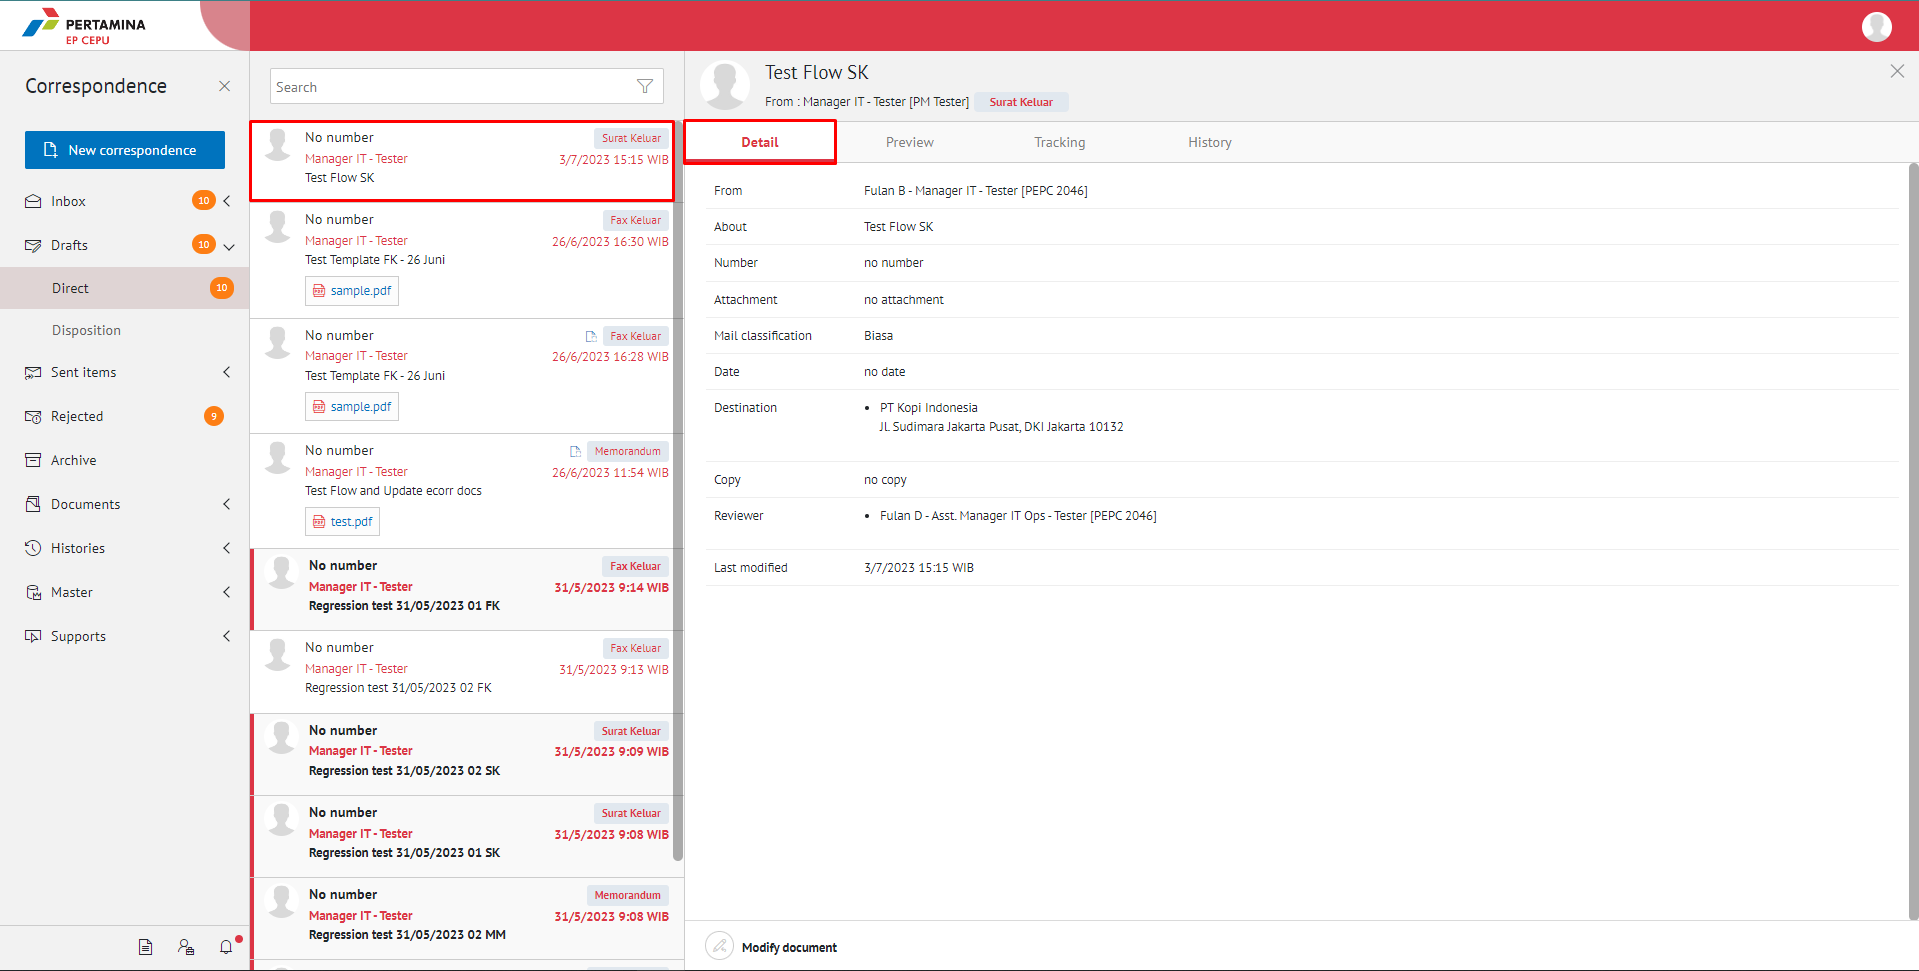 PERTAMINA
EP CEPU
Correspondence
New correspondence
Inbox 10
Drafts 10
Direct 10
Disposition
Sent items
Rejected 9
Archive
Documents
Histories
Master
Supports
Search
No number Surat Keluar
Manager IT - Tester 3/7/2023 15:15 WIB
Test Flow SK
No number Fax Keluar
Manager IT - Tester 26/6/2023 16:30 WIB
Test Template FK - 26 Juni
sample.pdf
No number Fax Keluar
Manager IT - Tester 26/6/2023 16:28 WIB
Test Template FK - 26 Juni
sample.pdf
No number Memorandum
Manager IT - Tester 26/6/2023 11:54 WIB
Test Flow and Update ecorr docs
test.pdf
No number Fax Keluar
Manager IT - Tester 31/5/2023 9:14 WIB
Regression test 31/05/2023 01 FK
No number Fax Keluar
Manager IT - Tester 31/5/2023 9:13 WIB
Regression test 31/05/2023 02 FK
No number Surat Keluar
Manager IT - Tester 31/5/2023 9:09 WIB
Regression test 31/05/2023 02 SK
No number Surat Keluar
Manager IT - Tester 31/5/2023 9:08 WIB
Regression test 31/05/2023 01 SK
No number Memorandum
Manager IT - Tester 31/5/2023 9:08 WIB
Regression test 31/05/2023 02 MM
Test Flow SK
From : Manager IT - Tester [PM Tester] Surat Keluar
Detail Preview Tracking History
From Fulan B - Manager IT - Tester [PEPC 2046]
About Test Flow SK
Number no number
Attachment no attachment
Mail classification Biasa
Date no date
Destination • PT Kopi Indonesia
Jl. Sudimara Jakarta Pusat, DKI Jakarta 10132
Copy no copy
Reviewer • Fulan D - Asst. Manager IT Ops - Tester [PEPC 2046]
Last modified 3/7/2023 15:15 WIB
Modify document